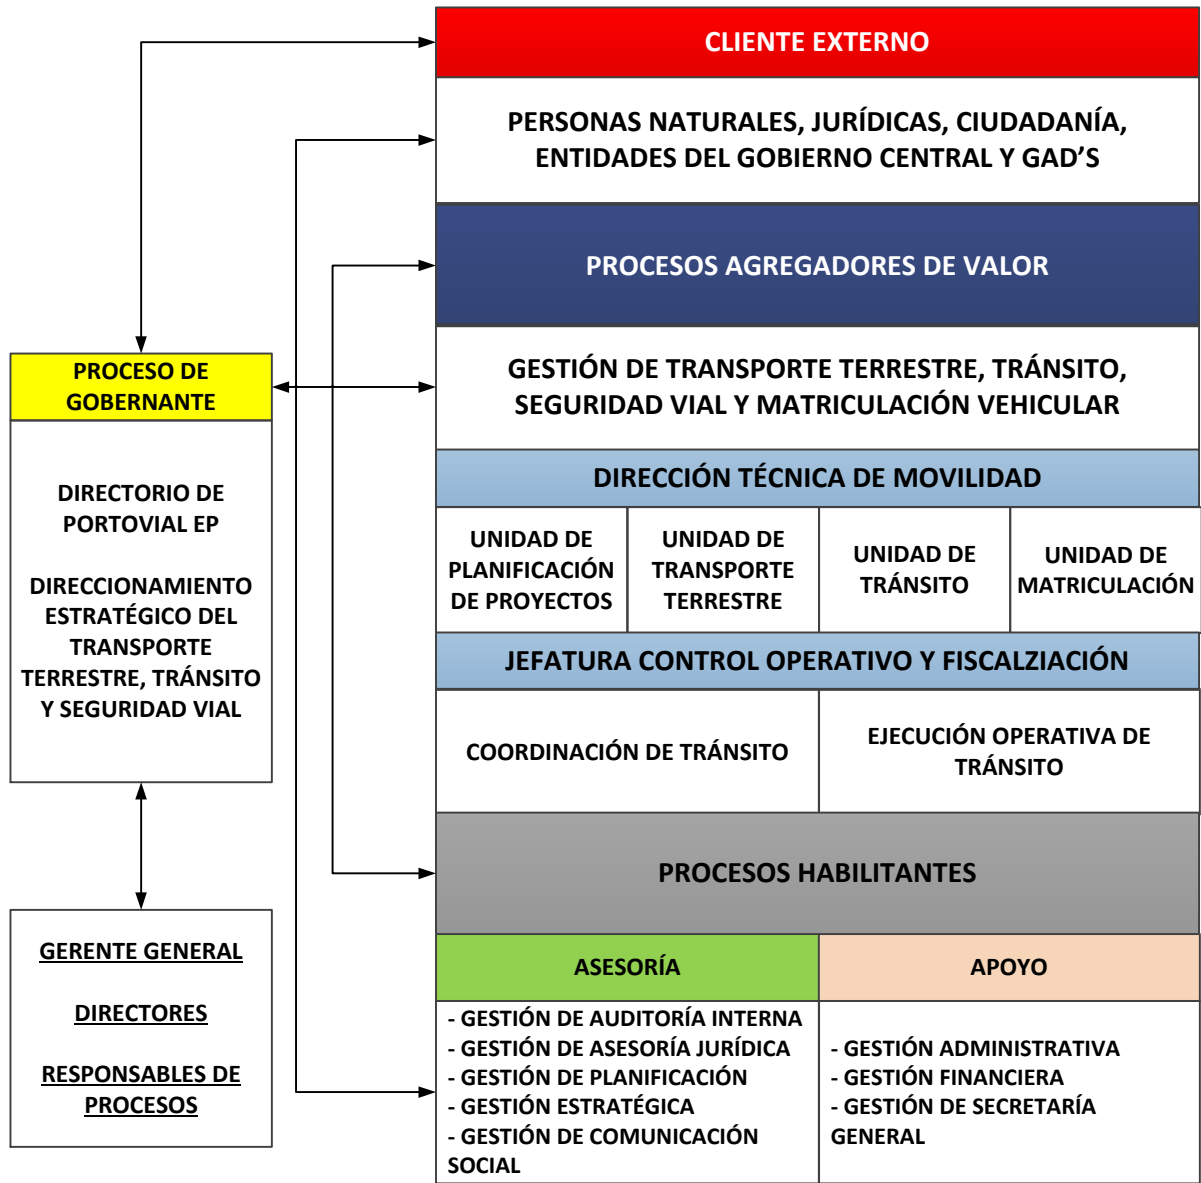 CLIENTE EXTERNO
PERSONAS NATURALES, JURÍDICAS, CIUDADANÍA,
ENTIDADES DEL GOBIERNO CENTRAL Y GAD’S
PROCESOS AGREGADORES DE VALOR
PROCESO DE
GOBERNANTE
DIRECTORIO DE
PORTOVIAL EP
DIRECCIONAMIENTO
ESTRATÉGICO DEL
TRANSPORTE
TERRESTRE, TRÁNSITO
Y SEGURIDAD VIAL
GERENTE GENERAL
DIRECTORES
RESPONSABLES DE
PROCESOS
GESTIÓN DE TRANSPORTE TERRESTRE, TRÁNSITO,
SEGURIDAD VIAL Y MATRICULACIÓN VEHICULAR
DIRECCIÓN TÉCNICA DE MOVILIDAD
UNIDAD DE
PLANIFICACIÓN
DE PROYECTOS
UNIDAD DE
TRANSPORTE
TERRESTRE
UNIDAD DE
TRÁNSITO
UNIDAD DE
MATRICULACIÓN
JEFATURA CONTROL OPERATIVO Y FISCALZIACIÓN
COORDINACIÓN DE TRÁNSITO
EJECUCIÓN OPERATIVA DE
TRÁNSITO
PROCESOS HABILITANTES
ASESORÍA
- GESTIÓN DE AUDITORÍA INTERNA
- GESTIÓN DE ASESORÍA JURÍDICA
- GESTIÓN DE PLANIFICACIÓN
- GESTIÓN ESTRATÉGICA
- GESTIÓN DE COMUNICACIÓN
SOCIAL
APOYO
- GESTIÓN ADMINISTRATIVA
- GESTIÓN FINANCIERA
- GESTIÓN DE SECRETARÍA
GENERAL